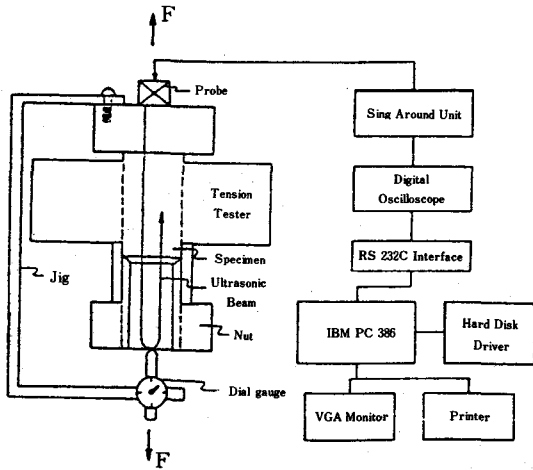 F
Probe
Sing Around Unit
Tension
Tester
Digital
Oscilloscope
Specimen
RS 232C Interface
Jig
Ultrasonic
Beam
Nut
IBM PC 386
Hard Disk
Driver
Dial gauge
VGA Monitor
Printer
F